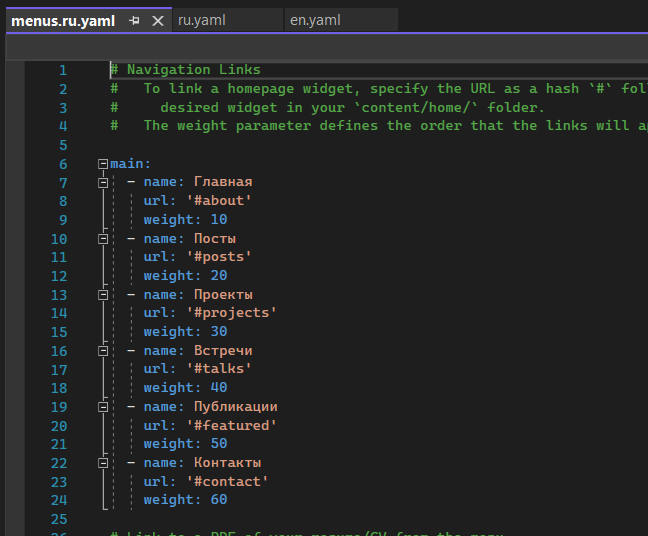 menus.ru.yaml ru.yaml en.yaml
1 # Navigation Links
2 # To link a homepage widget, specify the URL as a hash `#`
3 # desired widget in your `content/home/` folder.
4 # The weight parameter defines the order that the links will
5
6 main:
7 - name: Главная
8 url: '#about'
9 weight: 10
10 - name: Посты
11 url: '#posts'
12 weight: 20
13 - name: Проекты
14 url: '#projects'
15 weight: 30
16 - name: Встречи
17 url: '#talks'
18 weight: 40
19 - name: Публикации
20 url: '#featured'
21 weight: 50
22 - name: Контакты
23 url: '#contact'
24 weight: 60
25